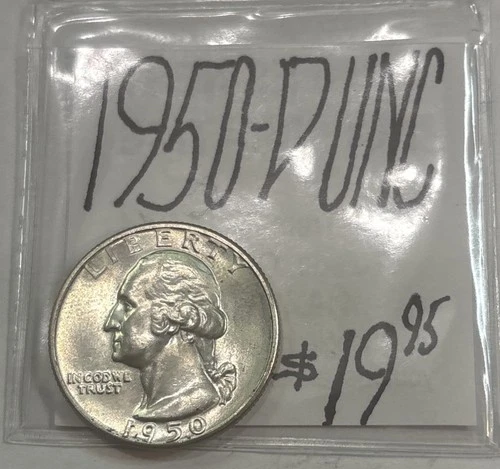 1950-D UNC
LIBERTY
IN GOD WE
TRUST
$19.95
1950